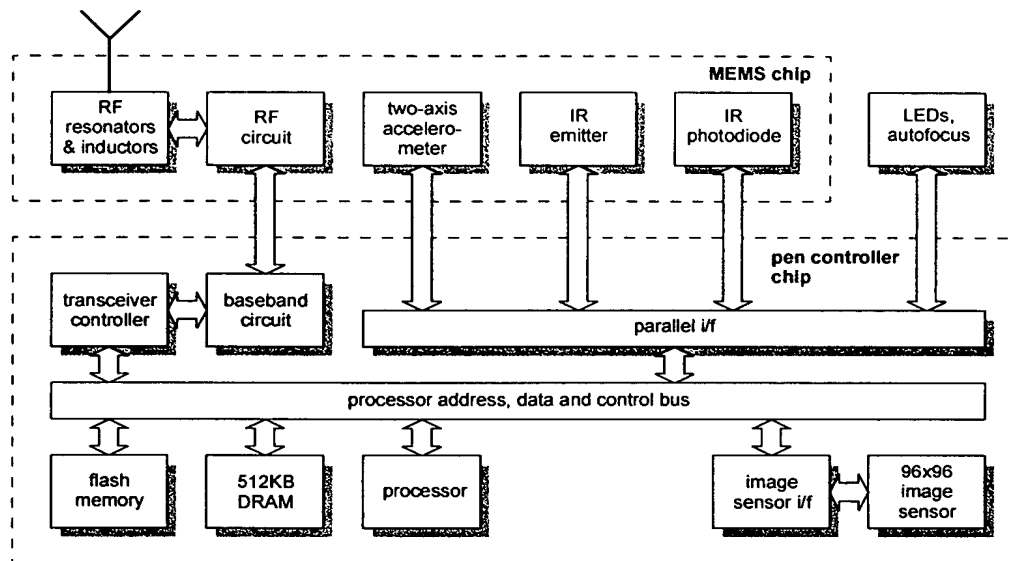 MEMS chip
RF
resonators
& inductors
RF
circuit
two-axis
accelero-
meter
IR
emitter
IR
photodiode
LEDs,
autofocus
pen controller
chip
transceiver
controller
baseband
circuit
parallel i/f
processor address, data and control bus
flash
memory
512KB
DRAM
processor
image
sensor i/f
96x96
image
sensor